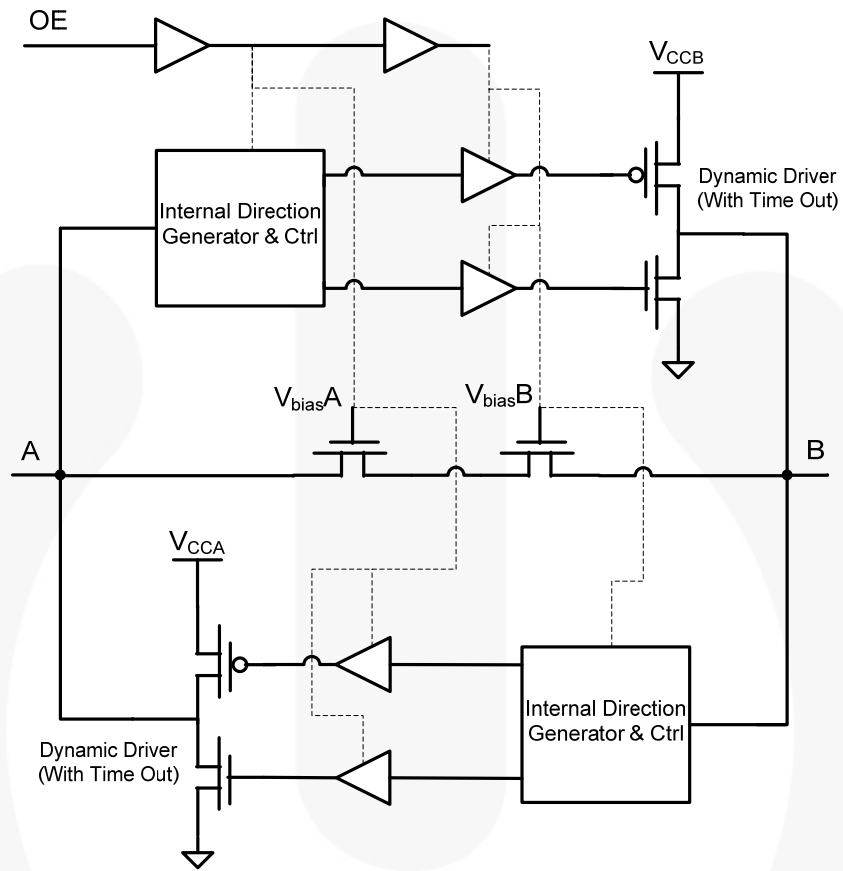 OE
VCCB
Dynamic Driver
(With Time Out)
Internal Direction
Generator & Ctrl
VbiasA
VbiasB
A
B
VCCA
Internal Direction
Generator & Ctrl
Dynamic Driver
(With Time Out)